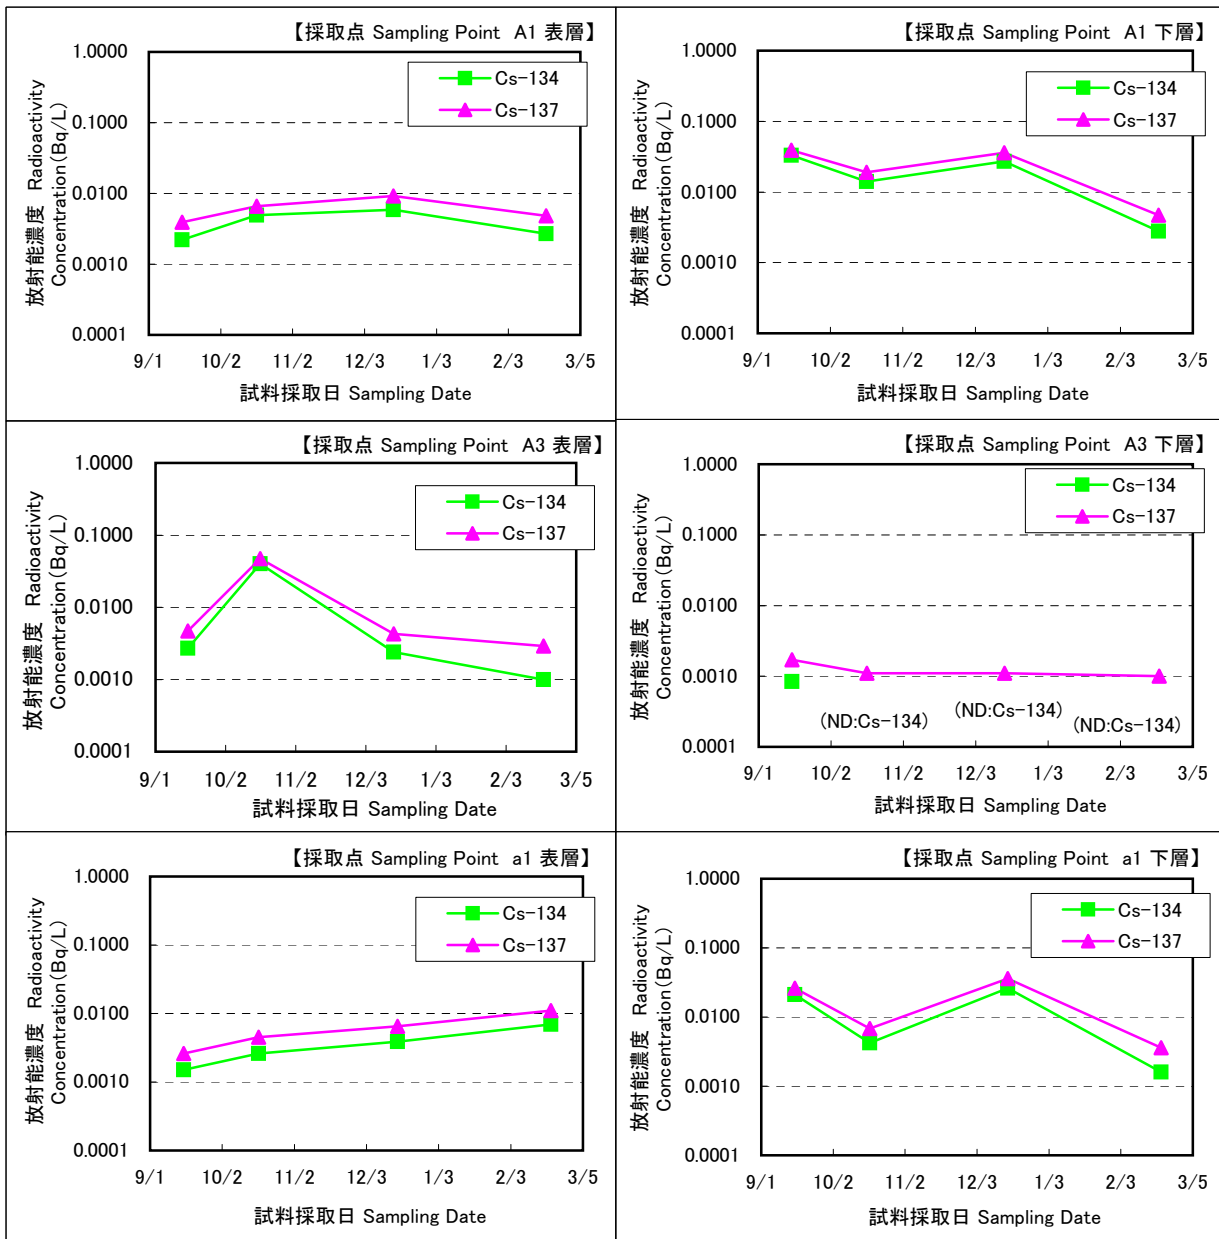 【採取点 Sampling Point A1 表層】
1.0000
0.1000
0.0100
0.0010
0.0001
放射能濃度 Radioactivity
Concentration(Bq/L)
Cs-134
Cs-137
9/1 10/2 11/2 12/3 1/3 2/3 3/5
試料採取日 Sampling Date
【採取点 Sampling Point A1 下層】
1.0000
0.1000
0.0100
0.0010
0.0001
放射能濃度 Radioactivity
Concentration(Bq/L)
Cs-134
Cs-137
9/1 10/2 11/2 12/3 1/3 2/3 3/5
試料採取日 Sampling Date
【採取点 Sampling Point A3 表層】
1.0000
0.1000
0.0100
0.0010
0.0001
放射能濃度 Radioactivity
Concentration(Bq/L)
Cs-134
Cs-137
9/1 10/2 11/2 12/3 1/3 2/3 3/5
試料採取日 Sampling Date
【採取点 Sampling Point A3 下層】
1.0000
0.1000
0.0100
0.0010
0.0001
放射能濃度 Radioactivity
Concentration(Bq/L)
Cs-134
Cs-137
(ND:Cs-134)
(ND:Cs-134)
(ND:Cs-134)
9/1 10/2 11/2 12/3 1/3 2/3 3/5
試料採取日 Sampling Date
【採取点 Sampling Point a1 表層】
1.0000
0.1000
0.0100
0.0010
0.0001
放射能濃度 Radioactivity
Concentration(Bq/L)
Cs-134
Cs-137
9/1 10/2 11/2 12/3 1/3 2/3 3/5
試料採取日 Sampling Date
【採取点 Sampling Point a1 下層】
1.0000
0.1000
0.0100
0.0010
0.0001
放射能濃度 Radioactivity
Concentration(Bq/L)
Cs-134
Cs-137
9/1 10/2 11/2 12/3 1/3 2/3 3/5
試料採取日 Sampling Date